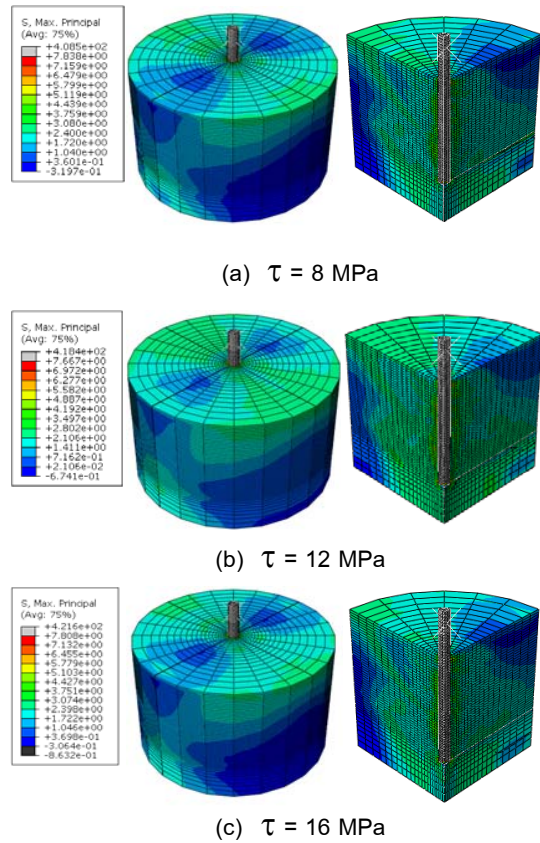 S, Max. Principal
(Avg: 75%)
+4.085e+02
+7.838e+00
+7.159e+00
+6.479e+00
+5.799e+00
+5.119e+00
+4.439e+00
+3.759e+00
+3.080e+00
+2.400e+00
+1.720e+00
+1.040e+00
+3.601e-01
-3.197e-01
(a) τ = 8 MPa
S, Max. Principal
(Avg: 75%)
+4.184e+02
+7.667e+00
+6.972e+00
+6.277e+00
+5.582e+00
+4.887e+00
+4.192e+00
+3.497e+00
+2.802e+00
+2.106e+00
+1.411e+00
+7.162e-01
+2.106e-02
-6.741e-01
(b) τ = 12 MPa
S, Max. Principal
(Avg: 75%)
+4.216e+02
+7.808e+00
+7.132e+00
+6.455e+00
+5.779e+00
+5.103e+00
+4.427e+00
+3.751e+00
+3.074e+00
+2.398e+00
+1.722e+00
+1.046e+00
+3.698e-01
-3.064e-01
-8.632e-01
(c) τ = 16 MPa